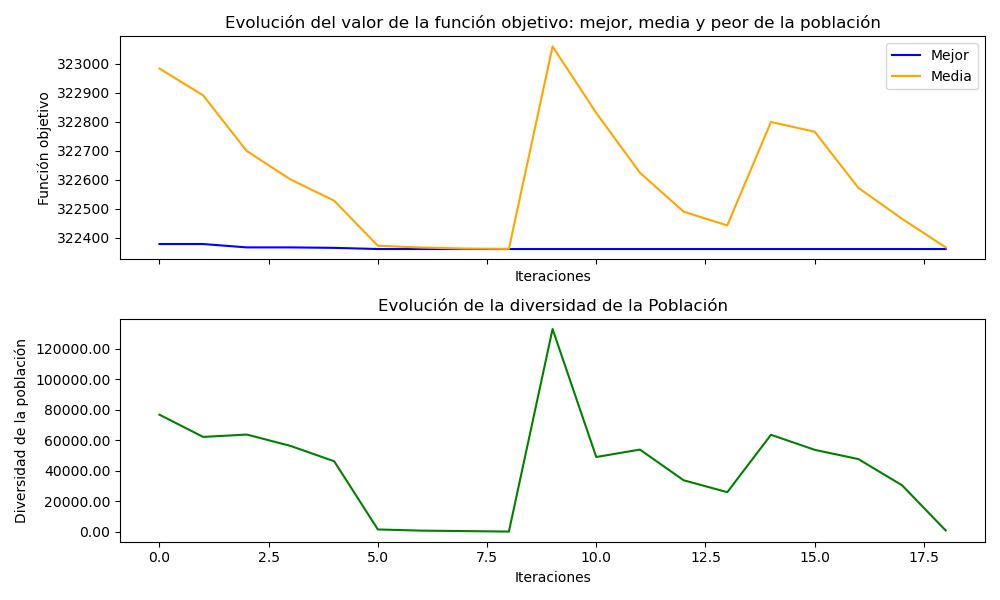 Evolución del valor de la función objetivo: mejor, media y peor de la población
Función objetivo
323000
322900
322800
322700
322600
322500
322400
Mejor
Media
Iteraciones
Evolución de la diversidad de la Población
Diversidad de la población
120000.00
100000.00
80000.00
60000.00
40000.00
20000.00
0.00
0.0 2.5 5.0 7.5 10.0 12.5 15.0 17.5
Iteraciones